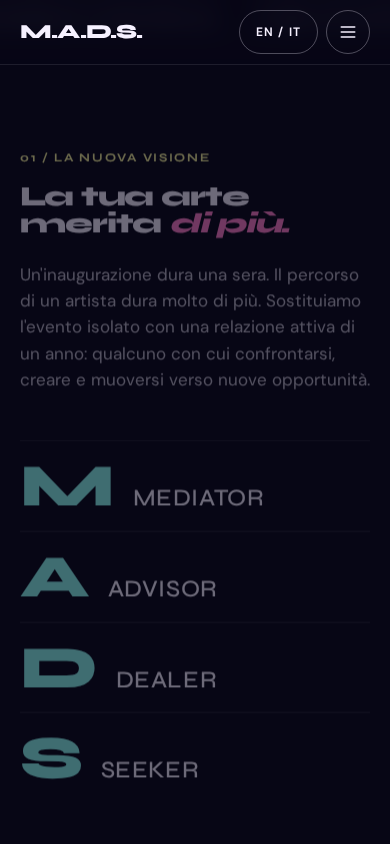 M.A.D.S.
EN / IT
01 / LA NUOVA VISIONE
La tua arte
merita di più.
Un'inaugurazione dura una sera. Il percorso
di un artista dura molto di più. Sostituiamo
l'evento isolato con una relazione attiva di
un anno: qualcuno con cui confrontarsi,
creare e muoversi verso nuove opportunità.
M MEDIATOR
A ADVISOR
D DEALER
S SEEKER